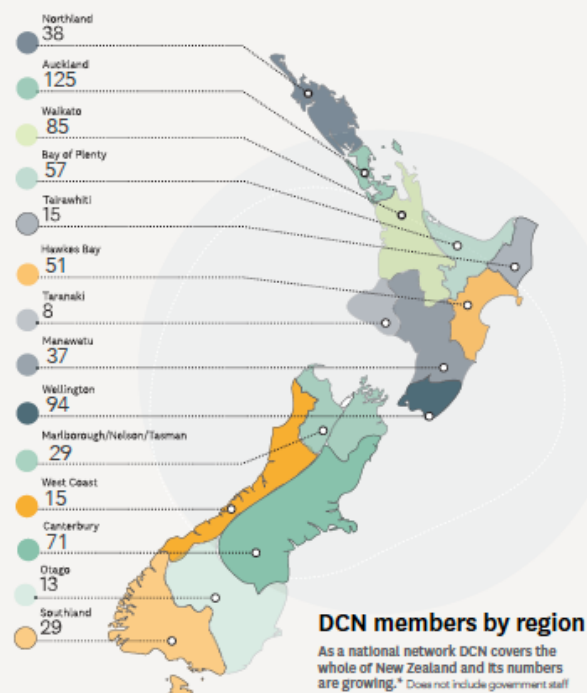 Northland
38
Auckland
125
Waikato
85
Bay of Plenty
57
Tairawhiti
15
Hawkes Bay
51
Taranaki
8
Manawatu
37
Wellington
94
Marlborough/Nelson/Tasman
29
West Coast
15
Canterbury
71
Otago
13
Southland
29
DCN members by region
As a national network DCN covers the
whole of New Zealand and its numbers
are growing.* Does not include government staff